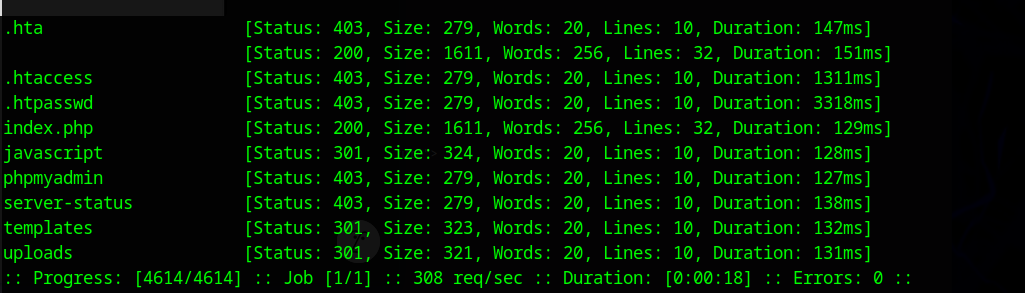 .hta [Status: 403, Size: 279, Words: 20, Lines: 10, Duration: 147ms]
[Status: 200, Size: 1611, Words: 256, Lines: 32, Duration: 151ms]
.htaccess [Status: 403, Size: 279, Words: 20, Lines: 10, Duration: 1311ms]
.htpasswd [Status: 403, Size: 279, Words: 20, Lines: 10, Duration: 3318ms]
index.php [Status: 200, Size: 1611, Words: 256, Lines: 32, Duration: 129ms]
javascript [Status: 301, Size: 324, Words: 20, Lines: 10, Duration: 128ms]
phpmyadmin [Status: 403, Size: 279, Words: 20, Lines: 10, Duration: 127ms]
server-status [Status: 403, Size: 279, Words: 20, Lines: 10, Duration: 138ms]
templates [Status: 301, Size: 323, Words: 20, Lines: 10, Duration: 132ms]
uploads [Status: 301, Size: 321, Words: 20, Lines: 10, Duration: 131ms]
:: Progress: [4614/4614] :: Job [1/1] :: 308 req/sec :: Duration: [0:00:18] :: Errors: 0 ::